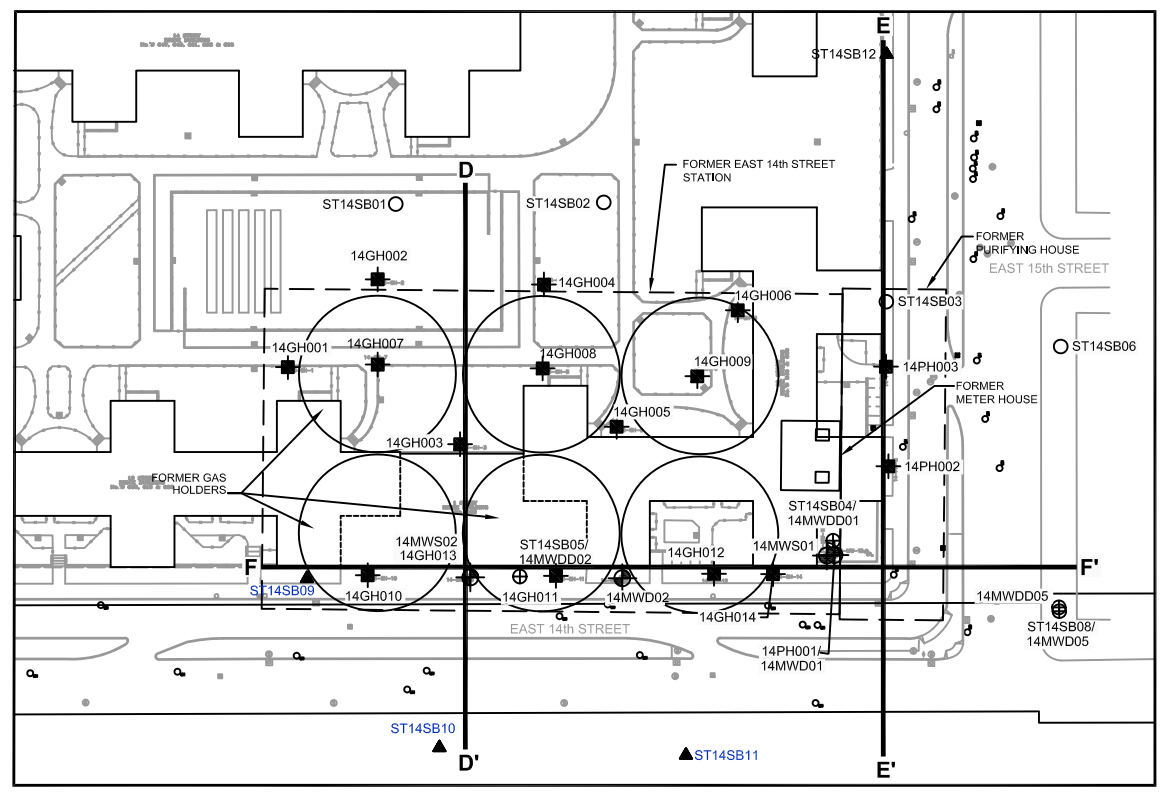 E
ST14SB12
D
FORMER EAST 14th STREET
STATION
ST14SB01
ST14SB02
FORMER
PURIFYING HOUSE
EAST 15th STREET
14GH002
14GH004
14GH006
ST14SB03
14GH001
14GH007
14GH008
14GH009
14PH003
ST14SB06
FORMER
METER HOUSE
14GH005
14GH003
14PH002
FORMER GAS
HOLDERS
ST14SB04/
14MWDD01
14MWS02
14GH013
ST14SB05/
14MWDD02
14GH012
14MWS01
F
F'
ST14SB09
14GH010
14GH011
14MWD02
14GH014
14MWDD05
ST14SB08/
14MWD05
EAST 14th STREET
14PH001/
14MWD01
ST14SB10
ST14SB11
D'
E'